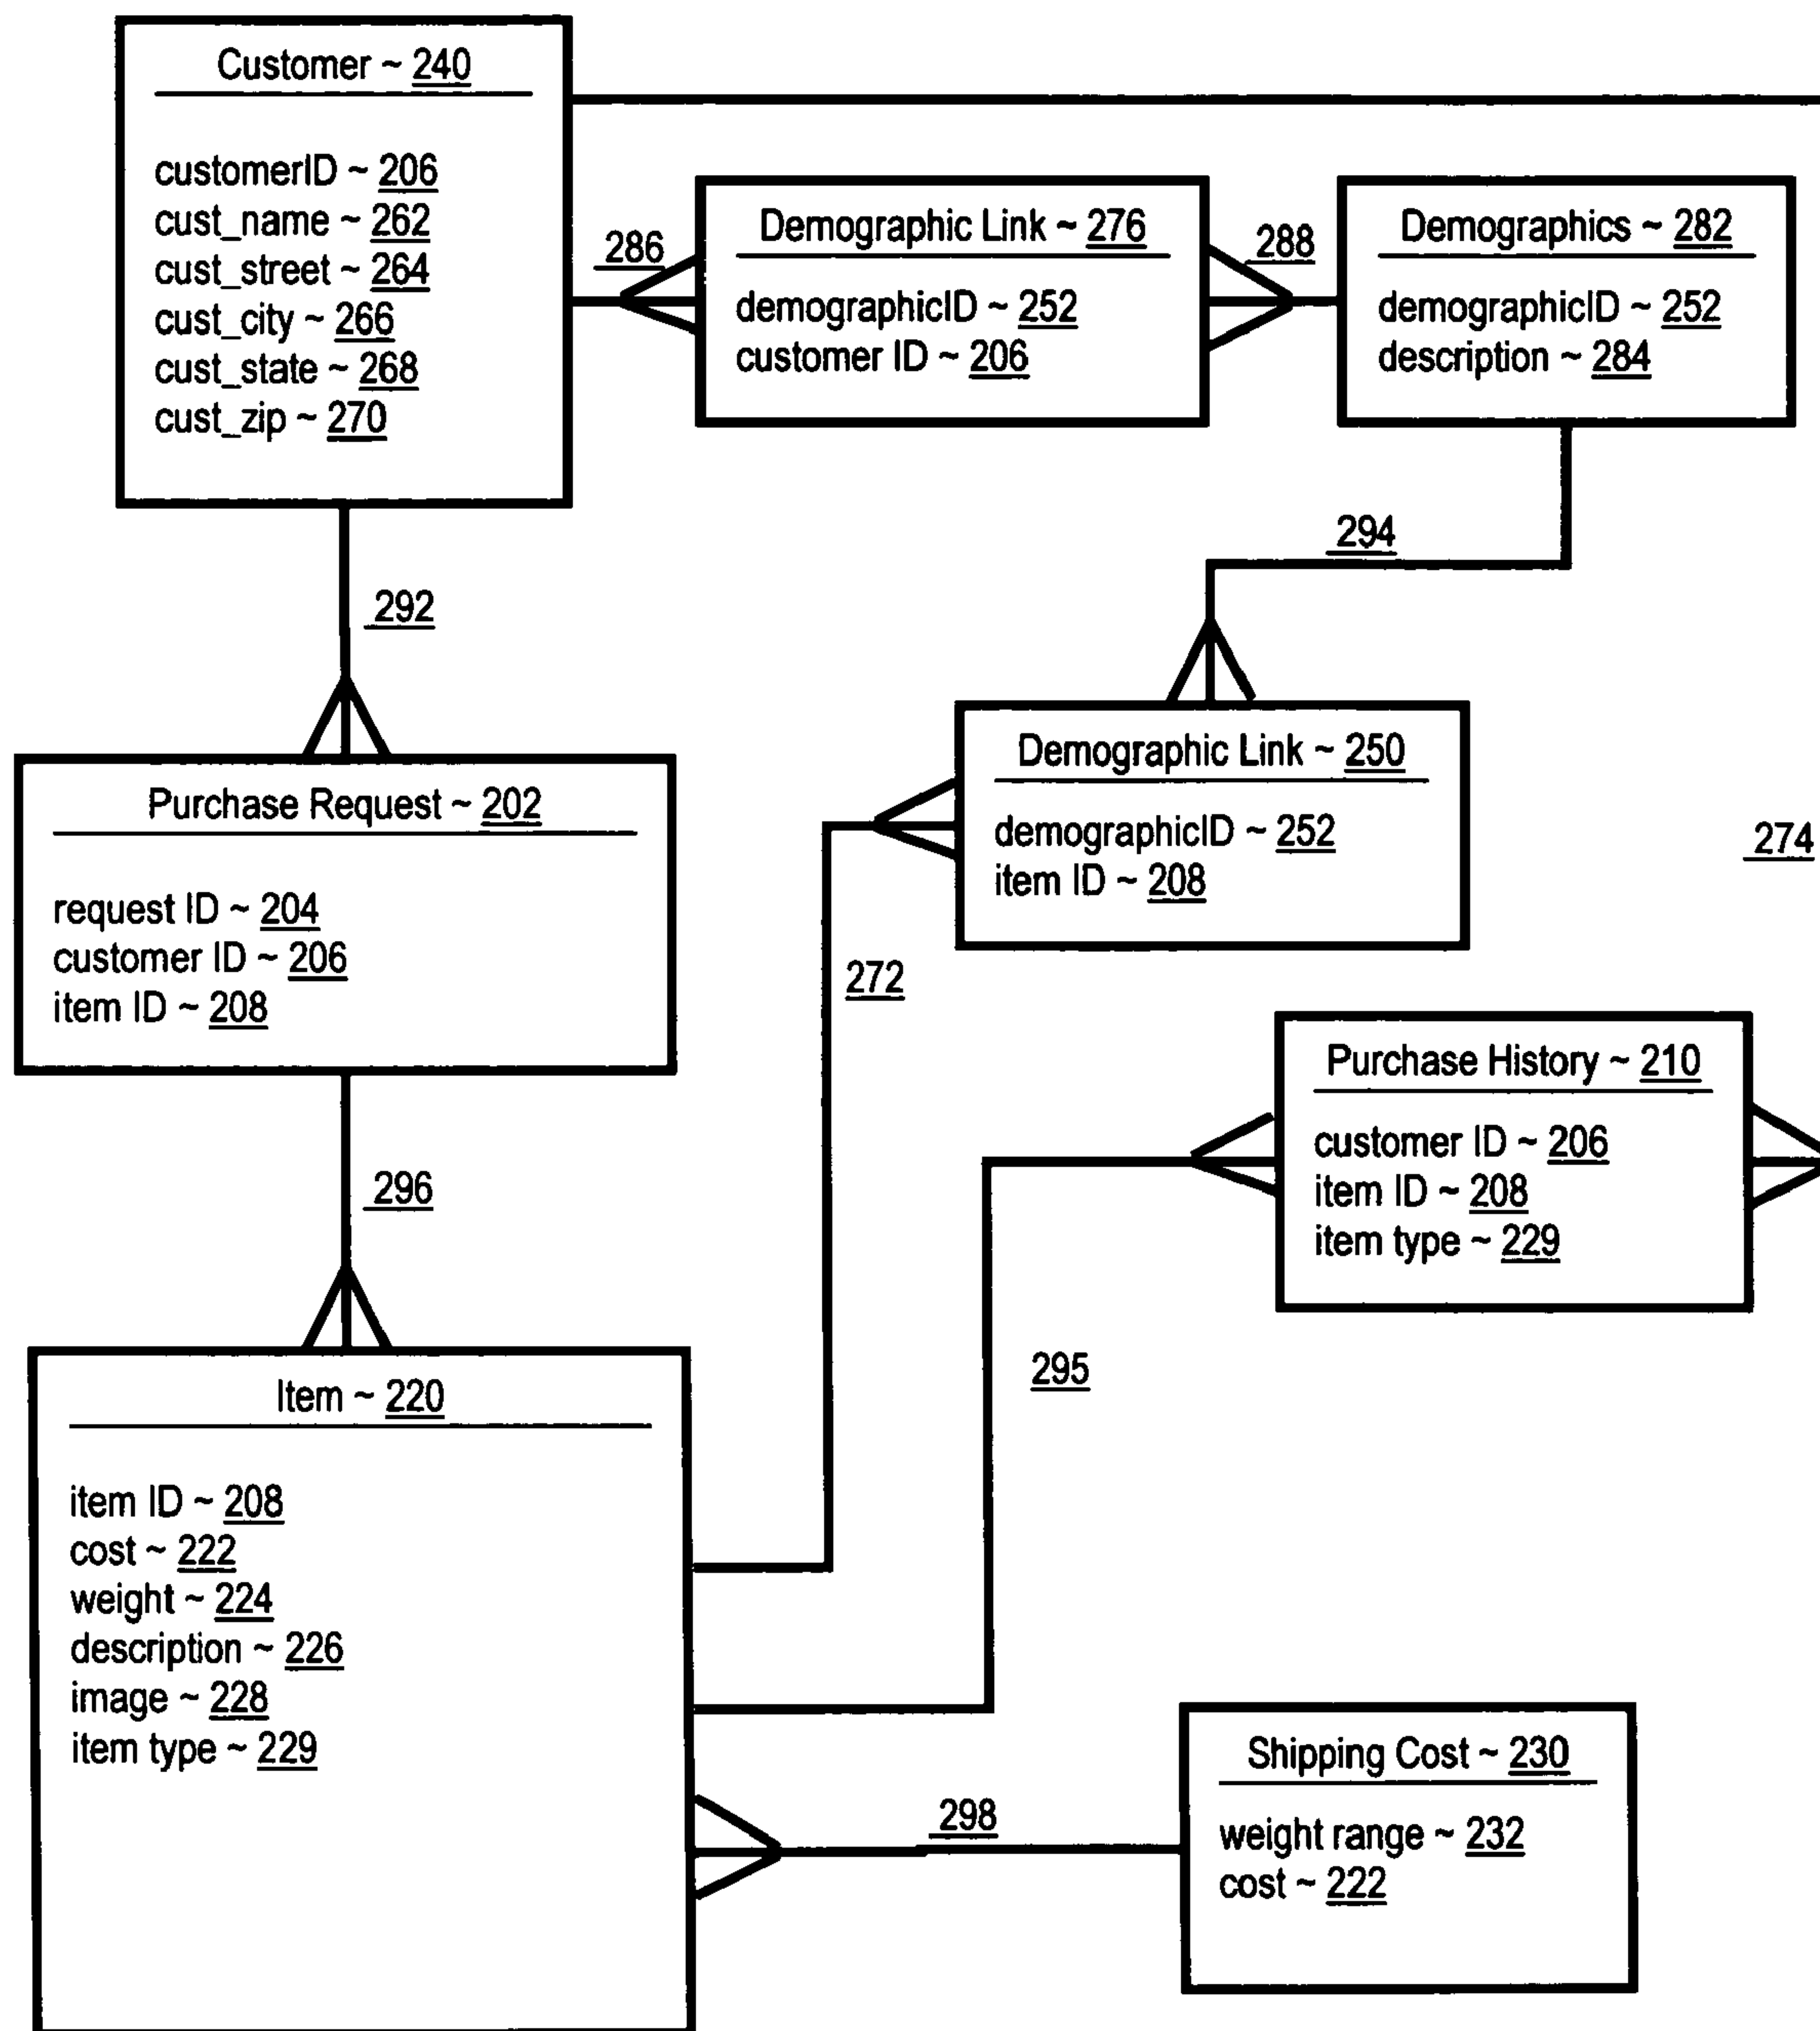 Customer ~ 240
customerID ~ 206
cust_name ~ 262
cust_street ~ 264
cust_city ~ 266
cust_state ~ 268
cust_zip ~ 270
286
Demographic Link ~ 276
demographicID ~ 252
customer ID ~ 206
288
Demographics ~ 282
demographicID ~ 252
description ~ 284
294
292
Purchase Request ~ 202
request ID ~ 204
customer ID ~ 206
item ID ~ 208
Demographic Link ~ 250
demographicID ~ 252
item ID ~ 208
274
272
Purchase History ~ 210
customer ID ~ 206
item ID ~ 208
item type ~ 229
296
295
Item ~ 220
item ID ~ 208
cost ~ 222
weight ~ 224
description ~ 226
image ~ 228
item type ~ 229
298
Shipping Cost ~ 230
weight range ~ 232
cost ~ 222